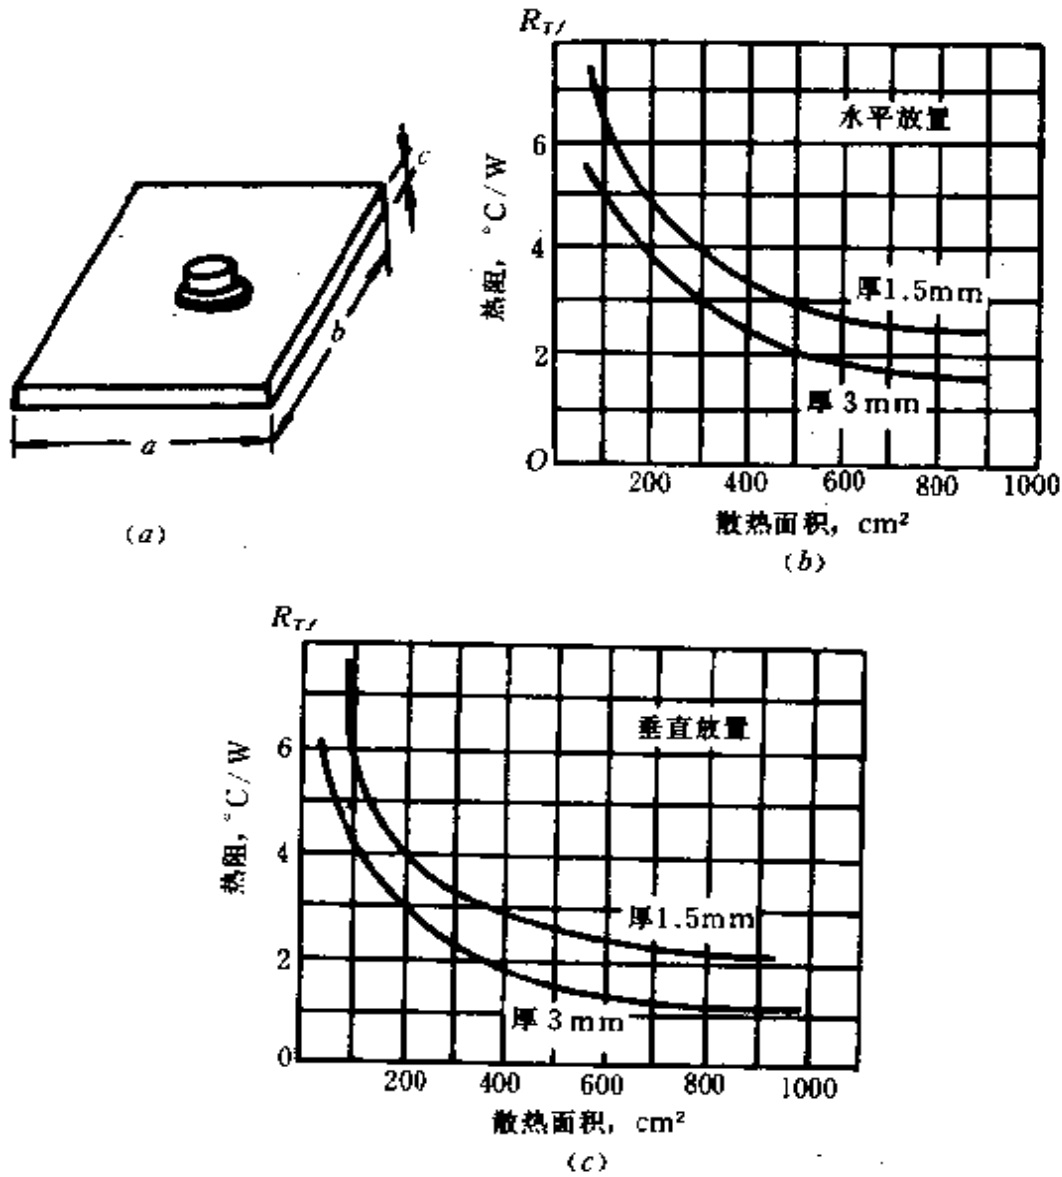 c
b
a
(a)
R_Tf
水平放置
6
4
2
O
热阻，°C/W
厚1.5mm
厚3mm
200
400
600
800
1000
散热面积，cm²
(b)
R_Tf
垂直放置
6
4
2
0
热阻，°C/W
厚1.5mm
厚3mm
200
400
600
800
1000
散热面积，cm²
(c)